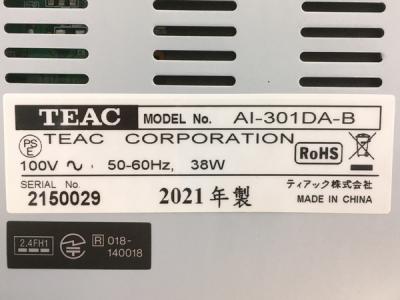 TEAC MODEL No. AI-301DA-B
PSE TEAC CORPORATION RoHS
100V ~ 50-60Hz, 38W
SERIAL No. ティアック株式会社
2150029 2021年製 MADE IN CHINA
2.4FH1 R 018-
140018